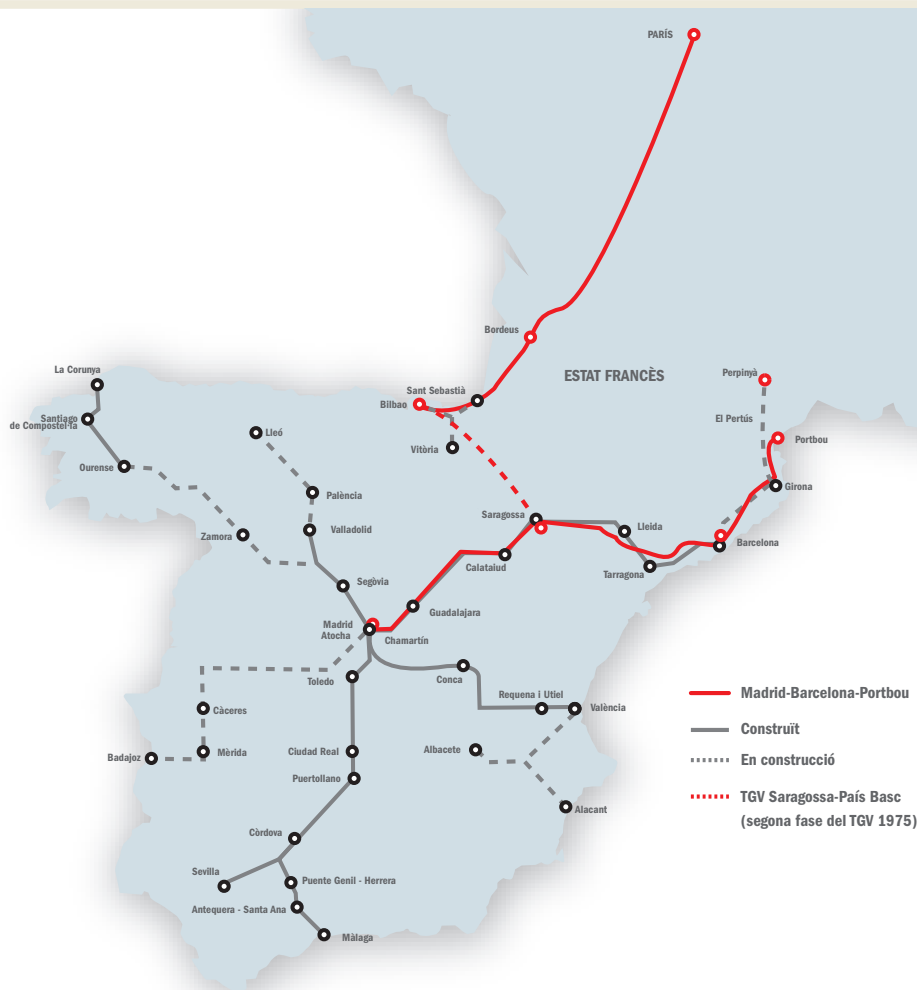 PARÍS
Bordeus
ESTAT FRANCÈS
Perpinyà
La Corunya
Sant Sebastià
Bilbao
El Pertús
Santiago
de Compostel·la
Lleó
Portbou
Vitòria
Ourense
Girona
Palència
Saragossa
Zamora
Valladolid
Lleida
Barcelona
Calataiud
Tarragona
Segòvia
Guadalajara
Madrid
Atocha
Chamartín
Toledo
Conca
Requena i Utiel
València
Càceres
Badajoz
Mèrida
Ciudad Real
Albacete
Puertollano
Alacant
Còrdova
Sevilla
Puente Genil - Herrera
Antequera - Santa Ana
Màlaga
Madrid-Barcelona-Portbou
Construït
En construcció
TGV Saragossa-País Basc
(segona fase del TGV 1975)